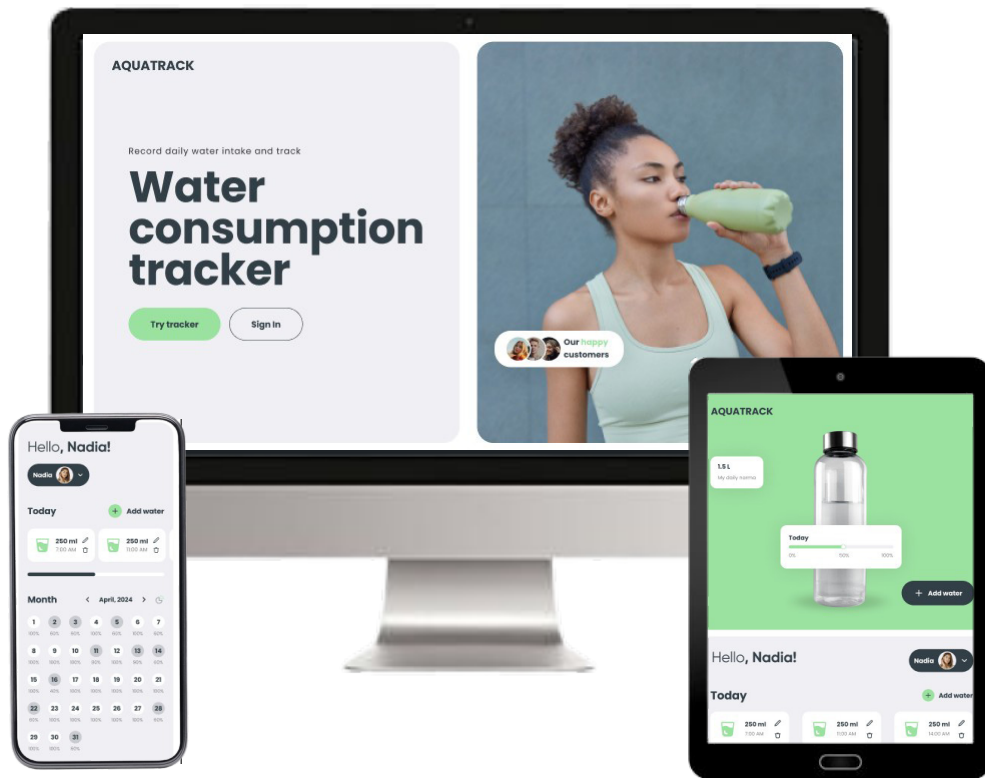 AQUATRACK
Record daily water intake and track
Water
consumption
tracker
Try tracker
Sign In
Our happy
customers
Hello, Nadia!
Nadia
Today
+ Add water
250 ml
7:00 AM
250 ml
11:00 AM
Month
< April, 2024 >
1 2 3 4 5 6 7
8 9 10 11 12 13 14
15 16 17 18 19 20 21
22 23 24 25 26 27 28
29 30 31
AQUATRACK
1.5 L
My daily norma
Today
0% 100%
+ Add water
Hello, Nadia!
Nadia
Today
+ Add water
250 ml
7:00 AM
250 ml
11:00 AM
250 ml
14:00 AM